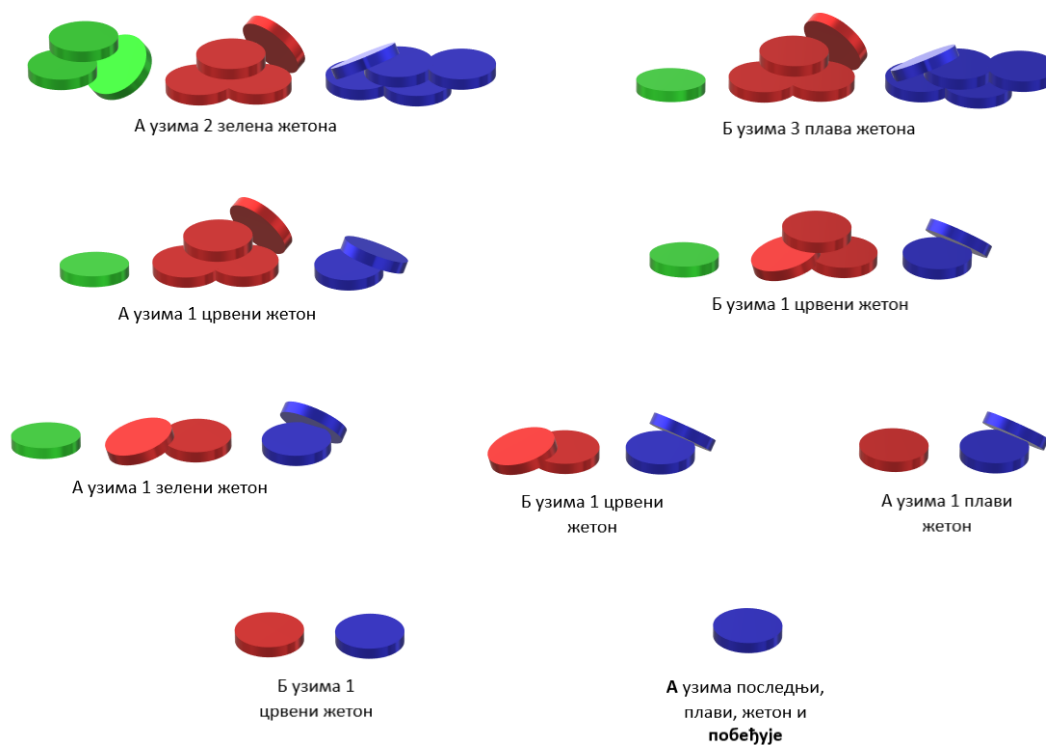 А узима 2 зелена жетона
Б узима 3 плава жетона
А узима 1 црвени жетон
Б узима 1 црвени жетон
А узима 1 зелени жетон
Б узима 1 црвени
жетон
А узима 1 плави
жетон
Б узима 1
црвени жетон
А узима последњи,
плави, жетон и
побеђује